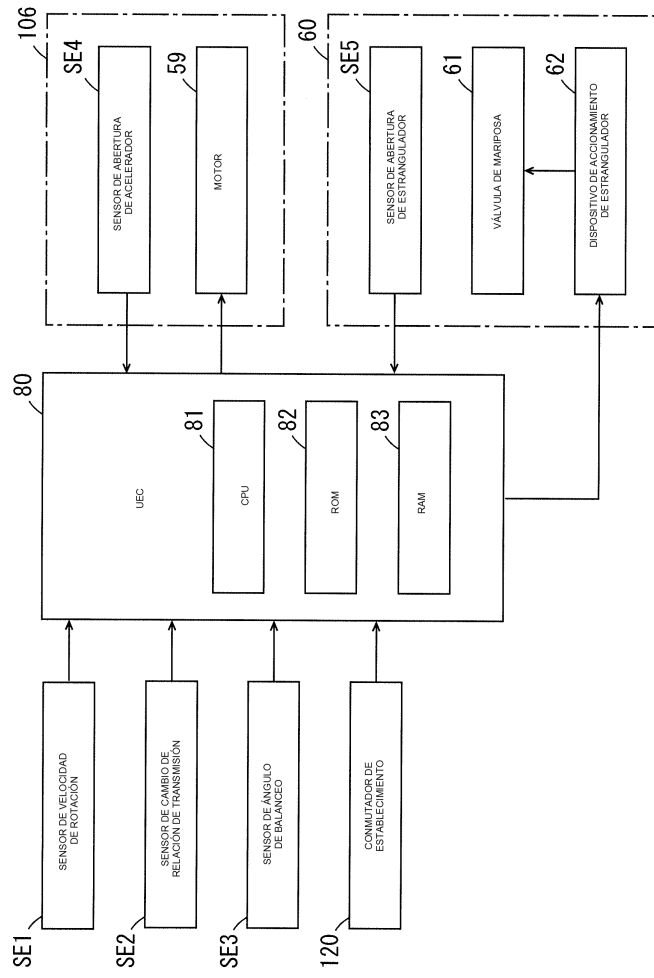 SE1
SENSOR DE VELOCIDAD
DE ROTACIÓN
SE2
SENSOR DE CAMBIO DE
RELACIÓN DE TRANSMISIÓN
SE3
SENSOR DE ÁNGULO
DE BALANCEO
120
CONMUTADOR DE
ESTABLECIMIENTO
80
UEC
81
CPU
82
ROM
83
RAM
106
SE4
SENSOR DE ABERTURA
DE ACELERADOR
59
MOTOR
60
SE5
SENSOR DE ABERTURA
DE ESTRANGULADOR
61
VÁLVULA DE MARIPOSA
62
DISPOSITIVO DE ACCIONAMIENTO
DE ESTRANGULADOR